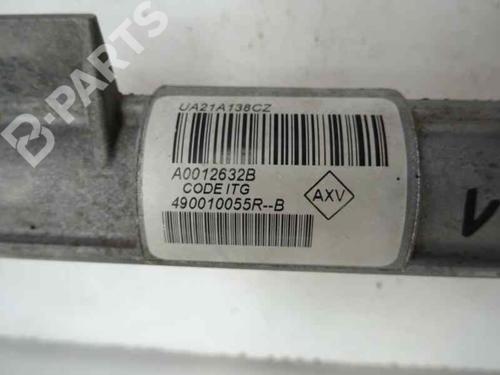 B-PARTS
UA21A138CZ
A0012632B
CODE ITG
490010055R--B
AXV